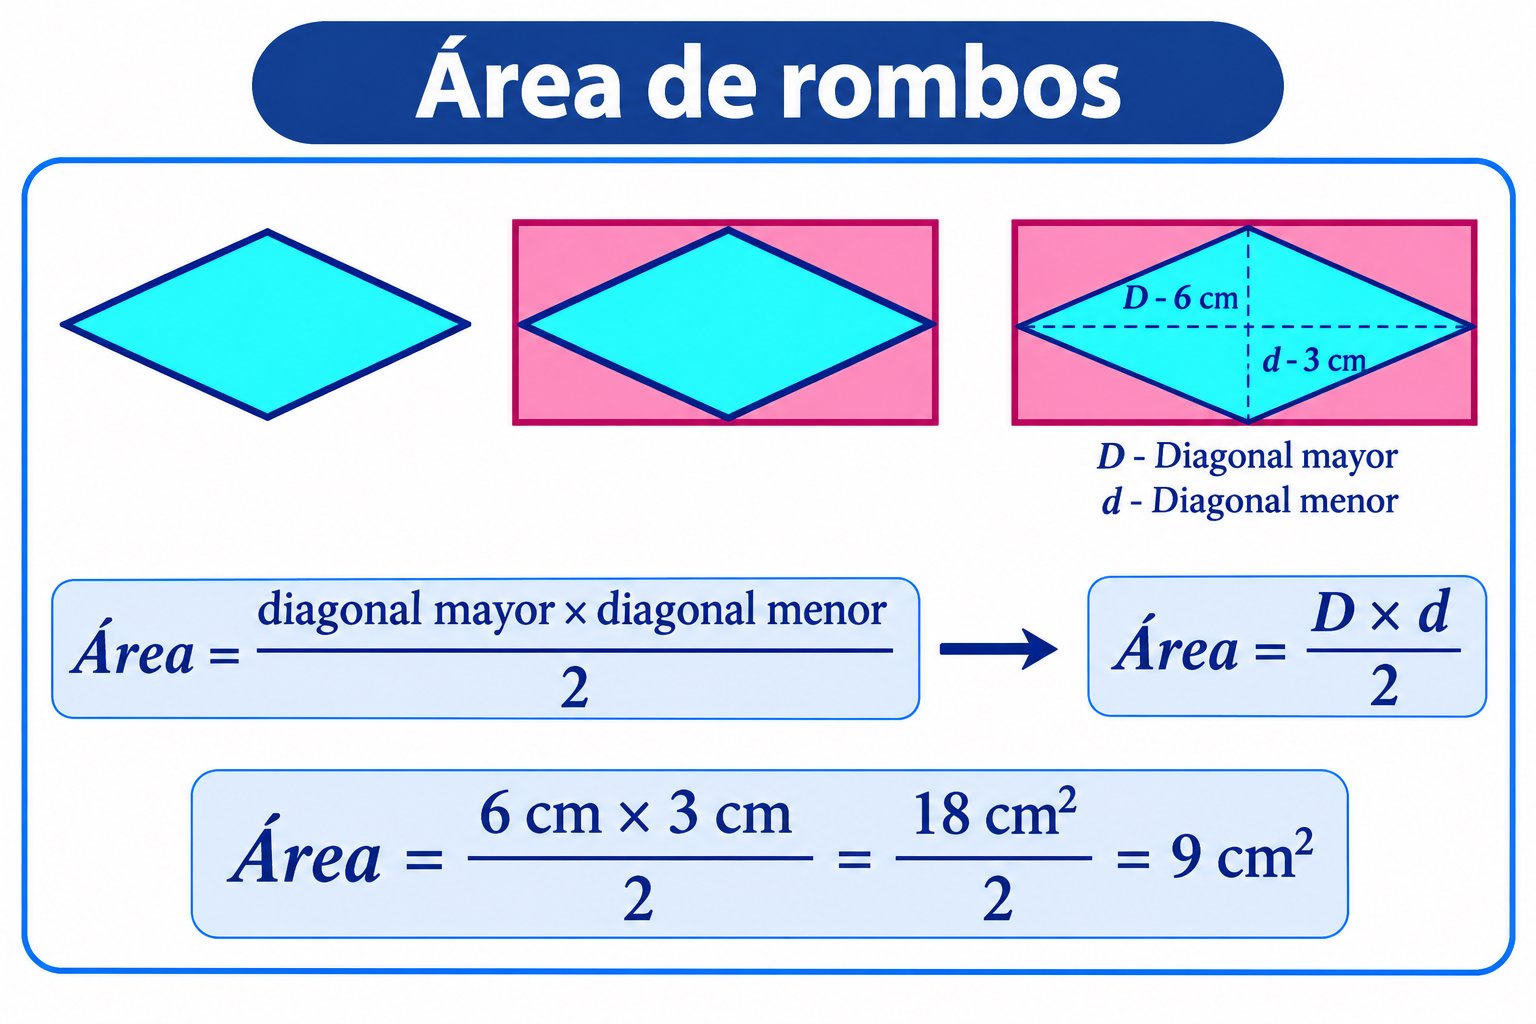 Área de rombos
D - 6 cm
d - 3 cm
D - Diagonal mayor
d - Diagonal menor
Área = diagonal mayor × diagonal menor / 2
Área = D × d / 2
Área = 6 cm × 3 cm / 2 = 18 cm² / 2 = 9 cm²